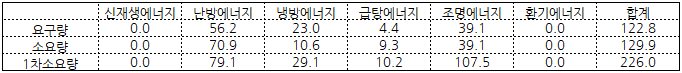 신재생에너지 난방에너지 냉방에너지 급탕에너지 조명에너지 환기에너지 합계
요구량 0.0 56.2 23.0 4.4 39.1 0.0 122.8
소요량 0.0 70.9 10.6 9.3 39.1 0.0 129.9
1차소요량 0.0 79.1 29.1 10.2 107.5 0.0 226.0